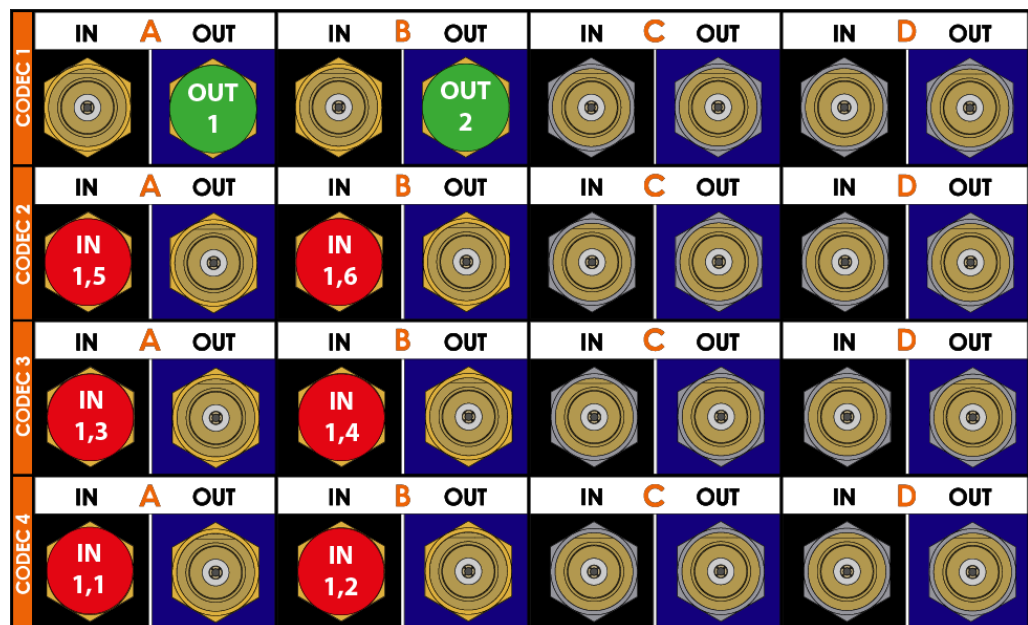 CODEC 1
IN A OUT IN B OUT IN C OUT IN D OUT
OUT
1
OUT
2
CODEC 2
IN A OUT IN B OUT IN C OUT IN D OUT
IN
1,5
IN
1,6
CODEC 3
IN A OUT IN B OUT IN C OUT IN D OUT
IN
1,3
IN
1,4
CODEC 4
IN A OUT IN B OUT IN C OUT IN D OUT
IN
1,1
IN
1,2